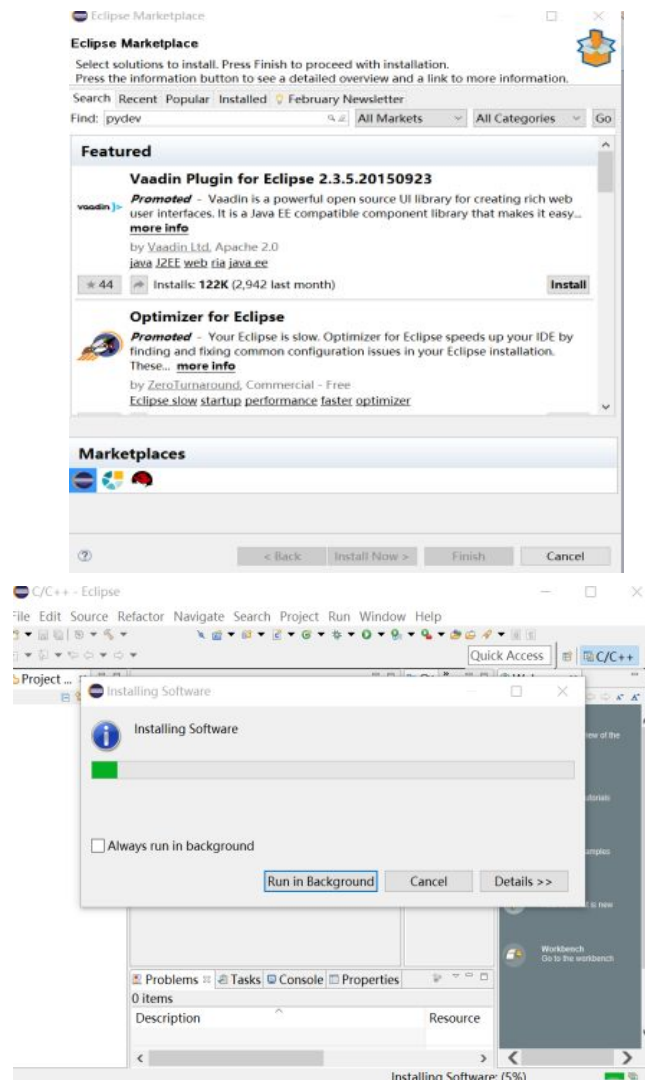 Eclipse Marketplace
Eclipse Marketplace
Select solutions to install. Press Finish to proceed with installation.
Press the information button to see a detailed overview and a link to more information.
Search Recent Popular Installed February Newsletter
Find: pydev All Markets All Categories Go
Featured
Vaadin Plugin for Eclipse 2.3.5.20150923
vaadin }>
Promoted - Vaadin is a powerful open source UI library for creating rich web
user interfaces. It is a Java EE compatible component library that makes it easy...
more info
by Vaadin Ltd, Apache 2.0
java J2EE web ria java ee
44 Installs: 122K (2,942 last month) Install
Optimizer for Eclipse
Promoted - Your Eclipse is slow. Optimizer for Eclipse speeds up your IDE by
finding and fixing common configuration issues in your Eclipse installation.
These... more info
by ZeroTurnaround, Commercial - Free
Eclipse slow startup performance faster optimizer
Marketplaces
< Back Install Now > Finish Cancel
C/C++ - Eclipse
File Edit Source Refactor Navigate Search Project Run Window Help
Quick Access C/C++
Project ...
Installing Software
Installing Software
Always run in background
Run in Background Cancel Details >>
Workbench
Go to the workbench
Problems Tasks Console Properties
0 items
Description Resource
Installing Software: (5%)